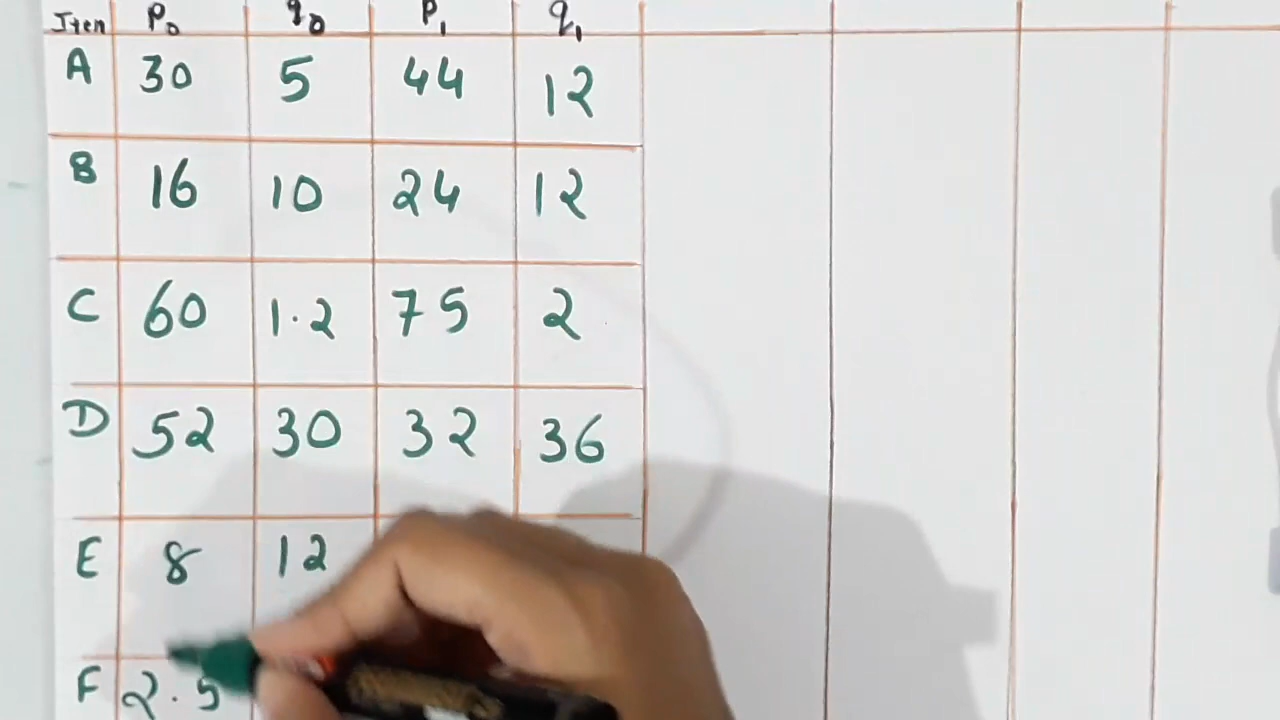 Iten p₀ q₀ p₁ q₁
A 30 5 44 12
B 16 10 24 12
C 60 1.2 75 2
D 52 30 32 36
E 8 12
F 2.5